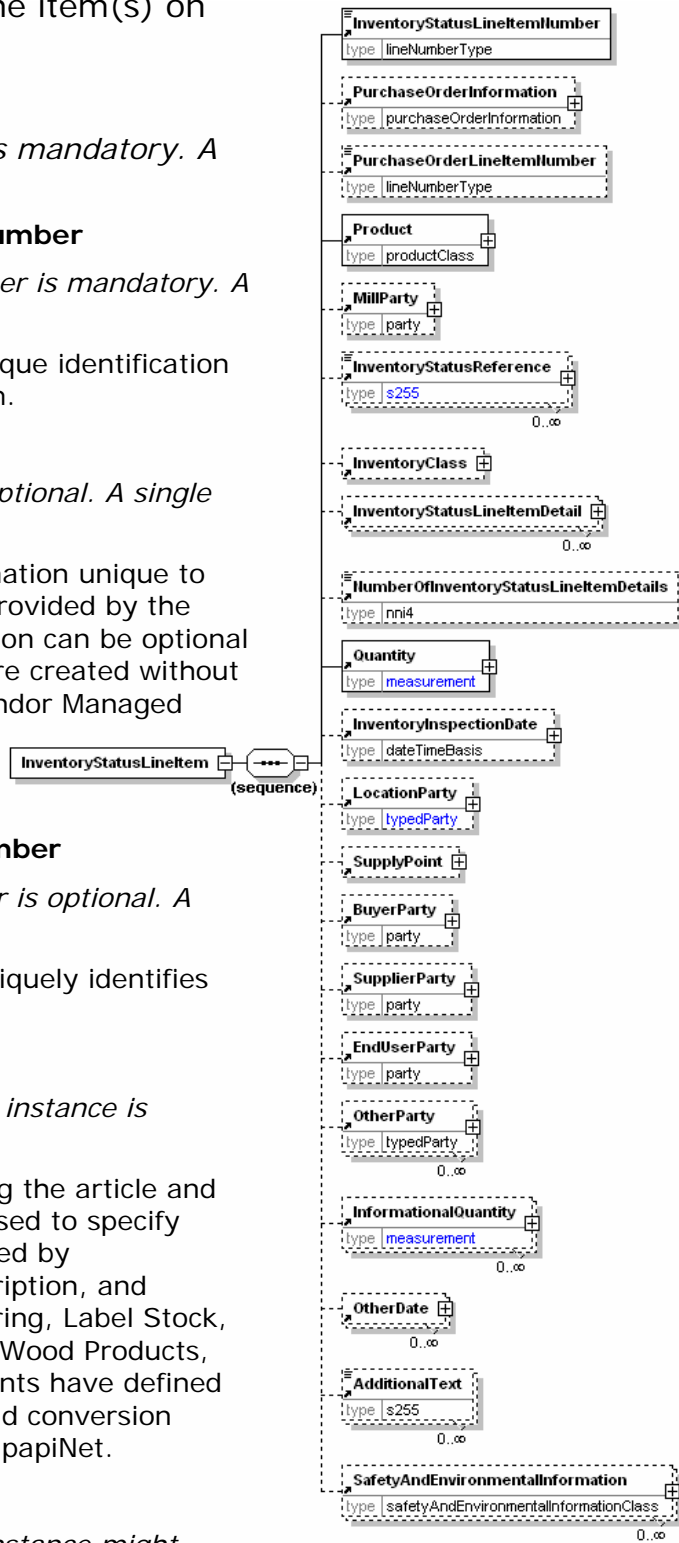 ne item(s) on
s mandatory. A
umber
er is mandatory. A
que identification
n.
ptional. A single
nation unique to
provided by the
on can be optional
re created without
ndor Managed
mber
r is optional. A
iquely identifies
instance is
g the article and
sed to specify
ed by
ription, and
ring, Label Stock,
Wood Products,
ents have defined
d conversion
papiNet.
nstance might
InventoryStatusLineItem
(sequence)
InventoryStatusLineItemNumber
type lineNumberType
PurchaseOrderInformation
type purchaseOrderInformation
PurchaseOrderLineItemNumber
type lineNumberType
Product
type productClass
MillParty
type party
InventoryStatusReference
type s255
0..∞
InventoryClass
InventoryStatusLineItemDetail
0..∞
NumberOfInventoryStatusLineItemDetails
type nni4
Quantity
type measurement
InventoryInspectionDate
type dateTimeBasis
LocationParty
type typedParty
SupplyPoint
BuyerParty
type party
SupplierParty
type party
EndUserParty
type party
OtherParty
type typedParty
0..∞
InformationalQuantity
type measurement
0..∞
OtherDate
0..∞
AdditionalText
type s255
0..∞
SafetyAndEnvironmentalInformation
type safetyAndEnvironmentalInformationClass
0..∞